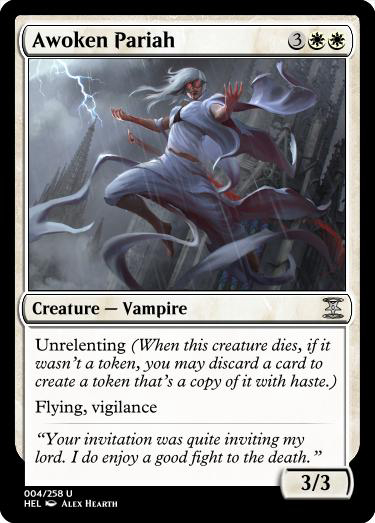 Awoken Pariah 3
Creature — Vampire
Unrelenting (When this creature dies, if it
wasn't a token, you may discard a card to
create a token that's a copy of it with haste.)
Flying, vigilance
"Your invitation was quite inviting my
lord. I do enjoy a good fight to the death."
3/3
004/258 U
HEL ALEX HEARTH